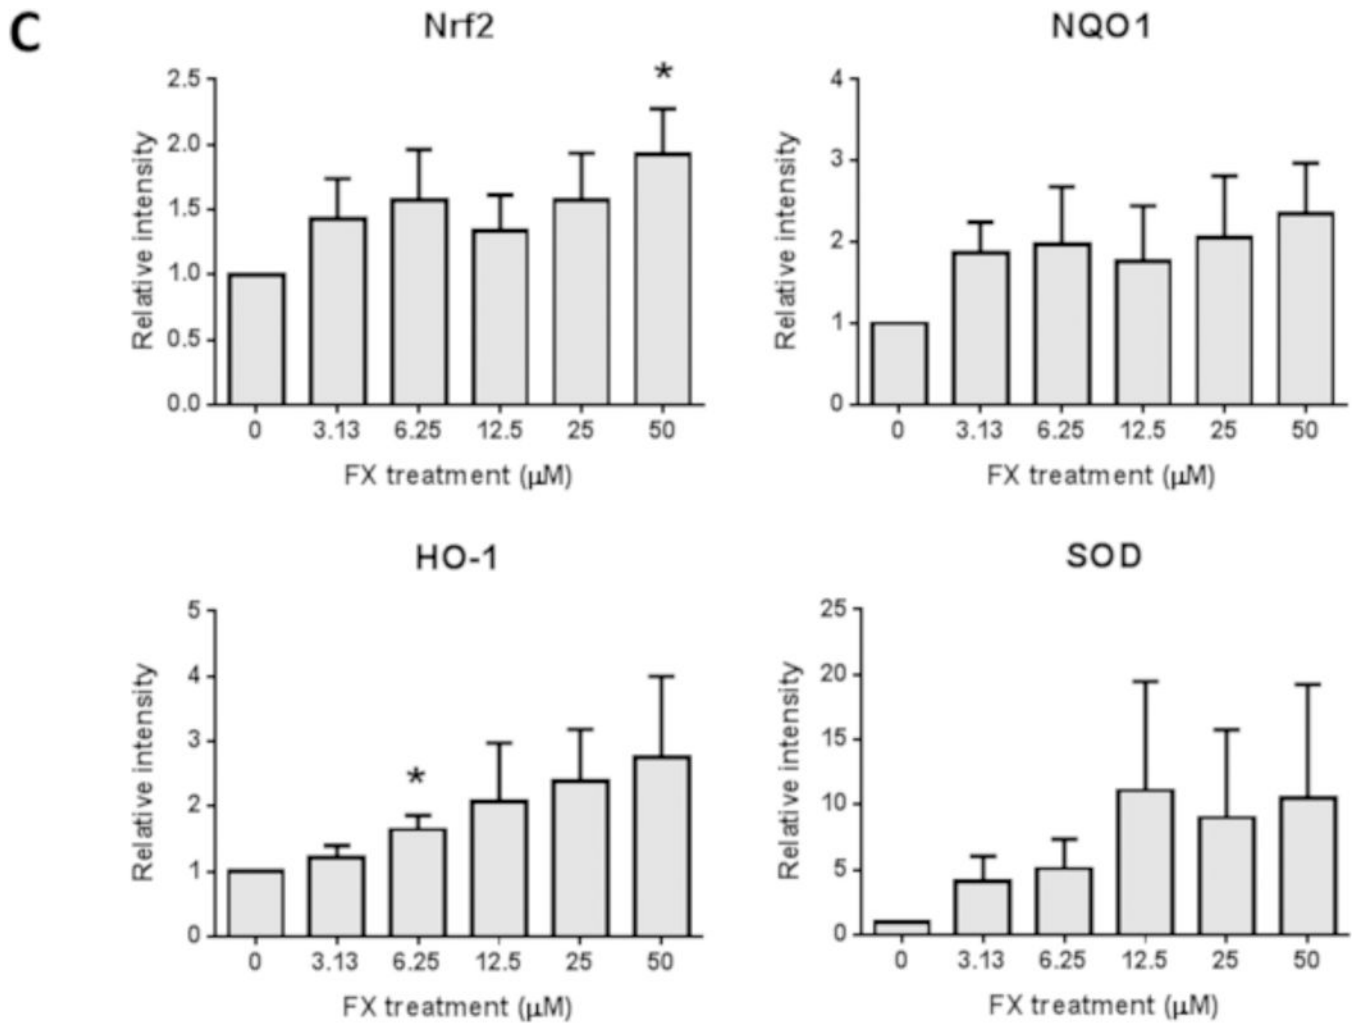 C
Nrf2
Relative intensity
2.5
2.0
1.5
1.0
0.5
0.0
*
0 3.13 6.25 12.5 25 50
FX treatment (μM)
NQO1
Relative intensity
4
3
2
1
0
0 3.13 6.25 12.5 25 50
FX treatment (μM)
HO-1
Relative intensity
5
4
3
2
1
0
*
0 3.13 6.25 12.5 25 50
FX treatment (μM)
SOD
Relative intensity
25
20
15
10
5
0
0 3.13 6.25 12.5 25 50
FX treatment (μM)